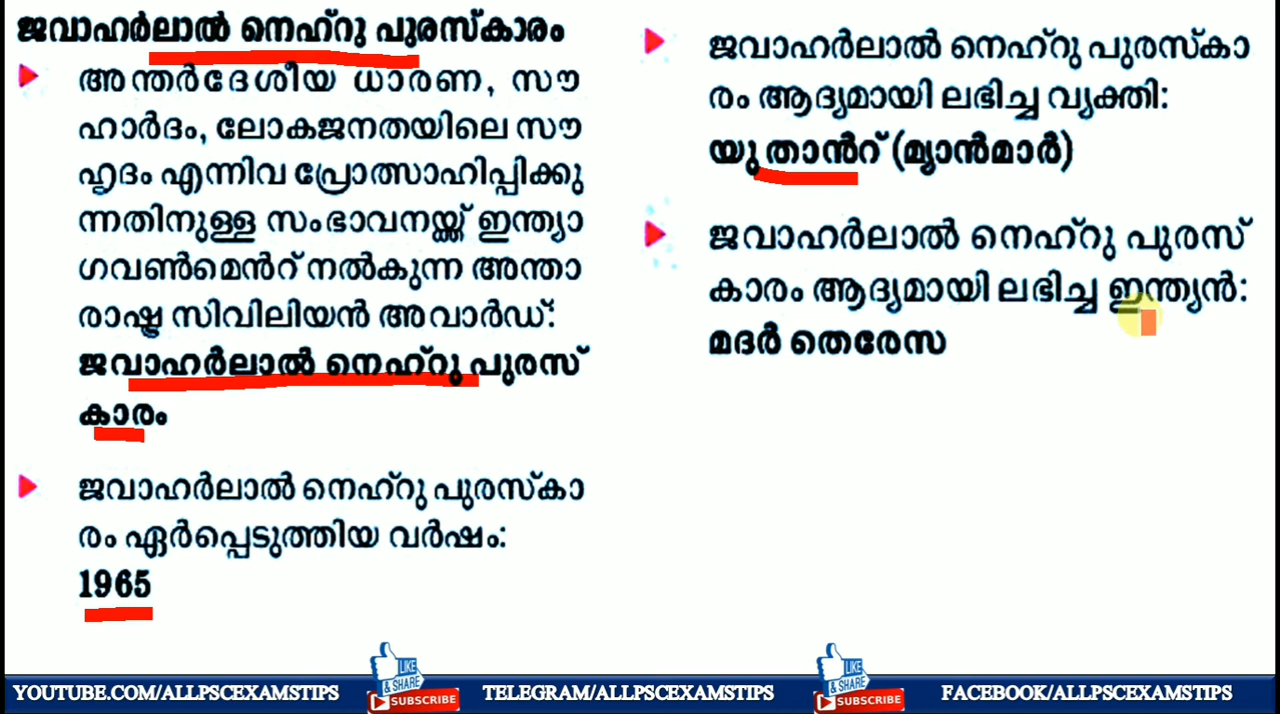 ജവാഹർലാൽ നെഹ്റു പുരസ്കാരം
അന്തർദേശീയ ധാരണ, സൗ
ഹാർദം, ലോകജനതയിലെ സൗ
ഹൃദം എന്നിവ പ്രോത്സാഹിപ്പിക്കു
ന്നതിനുള്ള സംഭാവനയ്ക്ക് ഇന്ത്യാ
ഗവൺമെൻറ് നൽകുന്ന അന്താ
രാഷ്ട്ര സിവിലിയൻ അവാർഡ്:
ജവാഹർലാൽ നെഹ്റു പുരസ്
കാരം
ജവാഹർലാൽ നെഹ്റു പുരസ്കാ
രം ഏർപ്പെടുത്തിയ വർഷം:
1965
ജവാഹർലാൽ നെഹ്റു പുരസ്കാ
രം ആദ്യമായി ലഭിച്ച വ്യക്തി:
യു താൻറ് (മ്യാൻമാർ)
ജവാഹർലാൽ നെഹ്റു പുരസ്
കാരം ആദ്യമായി ലഭിച്ച ഇന്ത്യൻ:
മദർ തെരേസ
LIKE
& SHARE
SUBSCRIBE
LIKE
& SHARE
SUBSCRIBE
YOUTUBE.COM/ALLPSCEXAMSTIPS TELEGRAM/ALLPSCEXAMSTIPS FACEBOOK/ALLPSCEXAMSTIPS